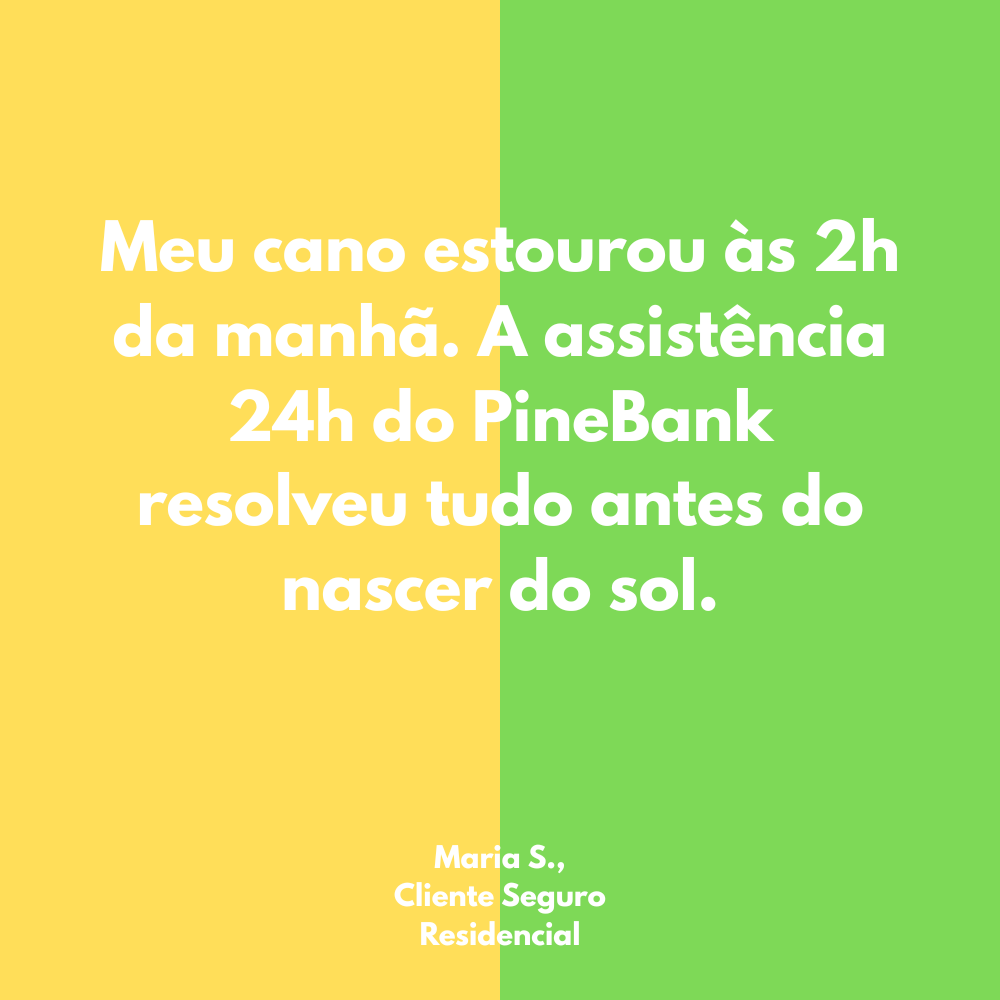 Meu cano estourou às 2h
da manhã. A assistência
24h do PineBank
resolveu tudo antes do
nascer do sol.
Maria S.,
Cliente Seguro
Residencial